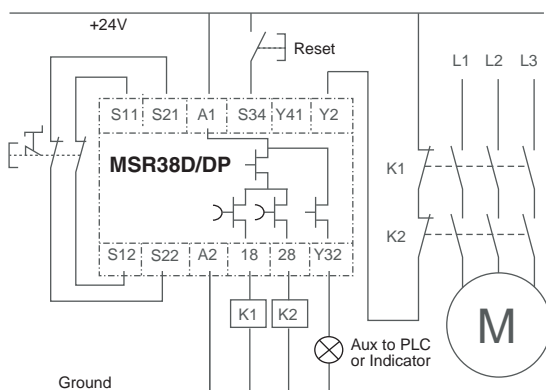 +24V
Reset
L1 L2 L3
S11 S21 A1 S34 Y41 Y2
MSR38D/DP
K1
K2
S12 S22 A2 18 28 Y32
K1 K2
M
Aux to PLC
or Indicator
Ground